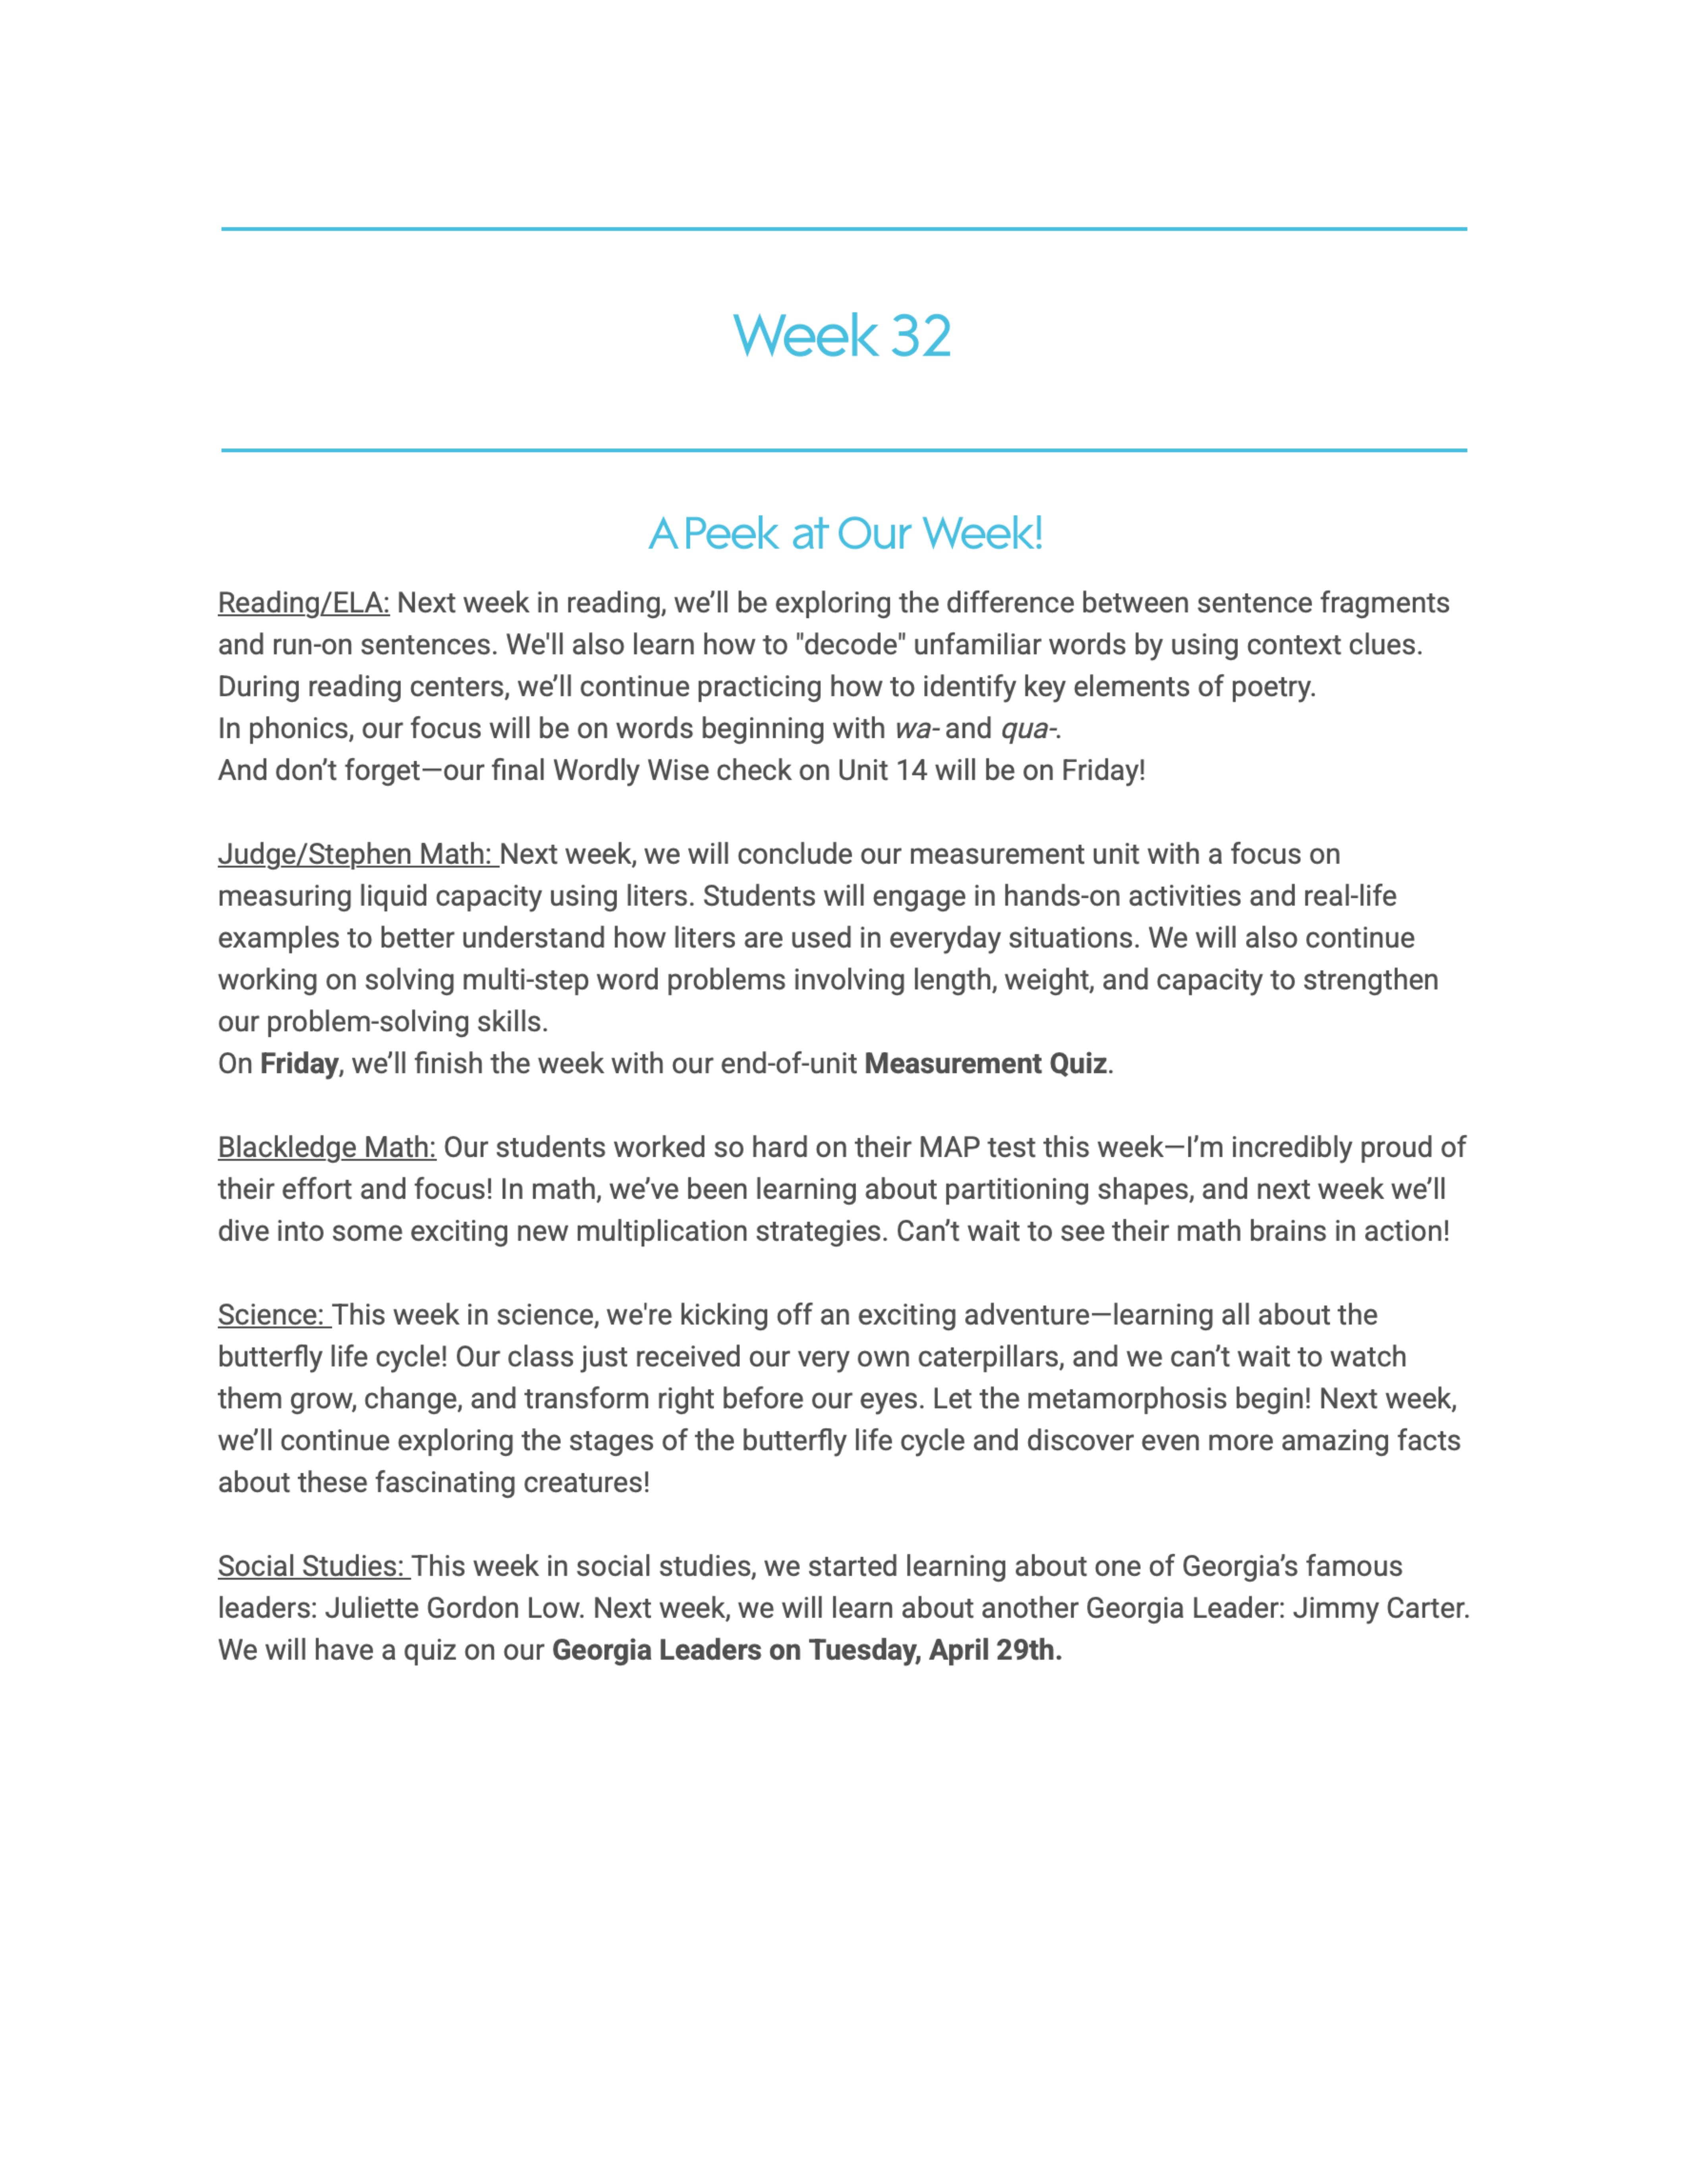 Week 32
A Peek at Our Week!
Reading/ELA: Next week in reading, we’ll be exploring the difference between sentence fragments
and run-on sentences. We'll also learn how to "decode" unfamiliar words by using context clues.
During reading centers, we’ll continue practicing how to identify key elements of poetry.
In phonics, our focus will be on words beginning with wa- and qua-.
And don’t forget—our final Wordly Wise check on Unit 14 will be on Friday!
Judge/Stephen Math: Next week, we will conclude our measurement unit with a focus on
measuring liquid capacity using liters. Students will engage in hands-on activities and real-life
examples to better understand how liters are used in everyday situations. We will also continue
working on solving multi-step word problems involving length, weight, and capacity to strengthen
our problem-solving skills.
On Friday, we’ll finish the week with our end-of-unit Measurement Quiz.
Blackledge Math: Our students worked so hard on their MAP test this week—I’m incredibly proud of
their effort and focus! In math, we’ve been learning about partitioning shapes, and next week we’ll
dive into some exciting new multiplication strategies. Can’t wait to see their math brains in action!
Science: This week in science, we're kicking off an exciting adventure—learning all about the
butterfly life cycle! Our class just received our very own caterpillars, and we can’t wait to watch
them grow, change, and transform right before our eyes. Let the metamorphosis begin! Next week,
we’ll continue exploring the stages of the butterfly life cycle and discover even more amazing facts
about these fascinating creatures!
Social Studies: This week in social studies, we started learning about one of Georgia’s famous
leaders: Juliette Gordon Low. Next week, we will learn about another Georgia Leader: Jimmy Carter.
We will have a quiz on our Georgia Leaders on Tuesday, April 29th.